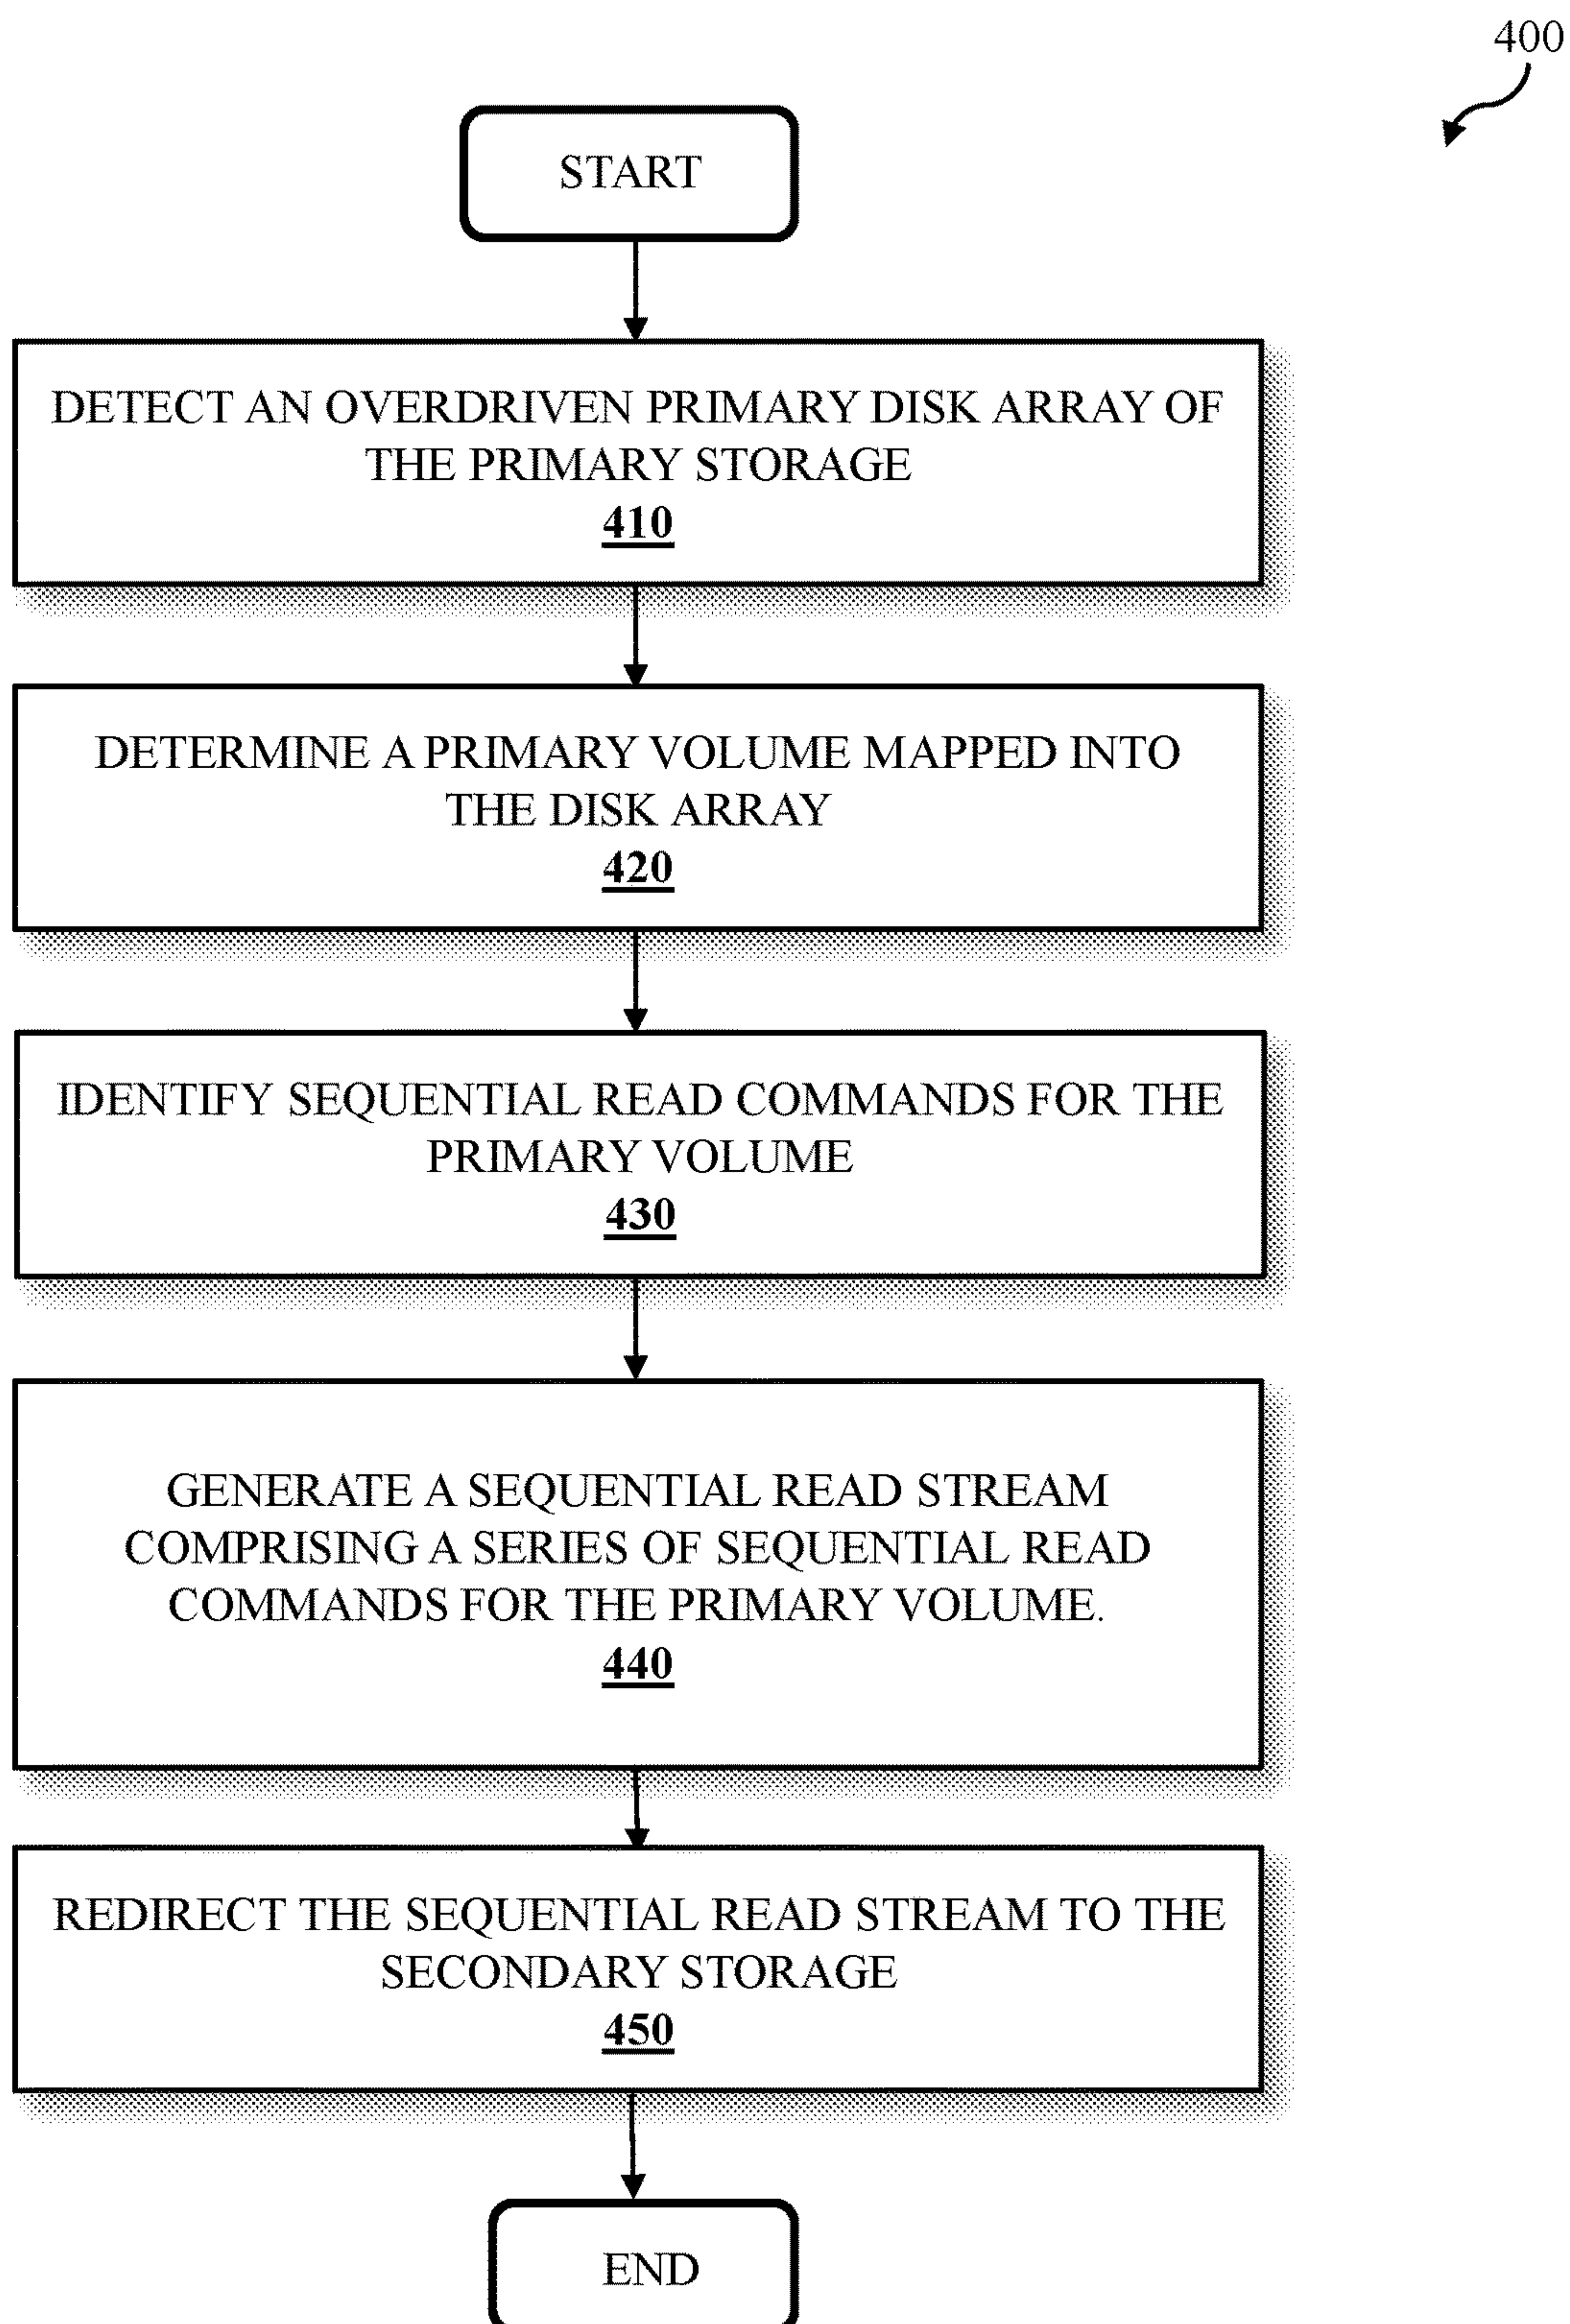 400
START
DETECT AN OVERDRIVEN PRIMARY DISK ARRAY OF
THE PRIMARY STORAGE
410
DETERMINE A PRIMARY VOLUME MAPPED INTO
THE DISK ARRAY
420
IDENTIFY SEQUENTIAL READ COMMANDS FOR THE
PRIMARY VOLUME
430
GENERATE A SEQUENTIAL READ STREAM
COMPRISING A SERIES OF SEQUENTIAL READ
COMMANDS FOR THE PRIMARY VOLUME.
440
REDIRECT THE SEQUENTIAL READ STREAM TO THE
SECONDARY STORAGE
450
END